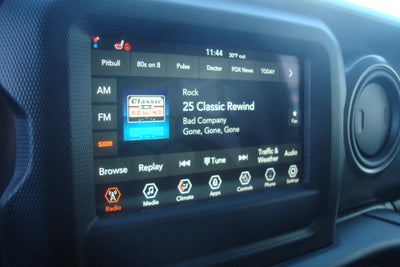 11:44 30°F out
Pitbull 80s on 8 Pulse Doctor FOX News TODAY
AM
FM
sxm
Classic
REWIND
Rock
25 Classic Rewind
Bad Company
Gone, Gone, Gone
Browse Replay Tune Traffic & Weather Audio
Radio Media Climate Apps Controls Phone Settings